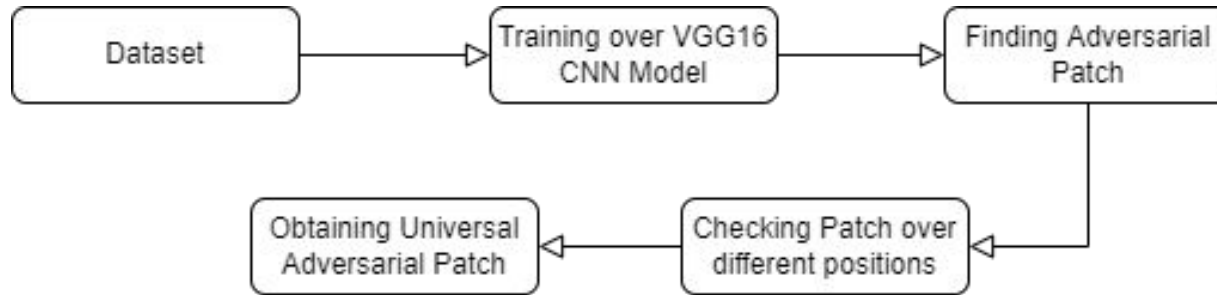 Dataset
Training over VGG16
CNN Model
Finding Adversarial
Patch
Checking Patch over
different positions
Obtaining Universal
Adversarial Patch